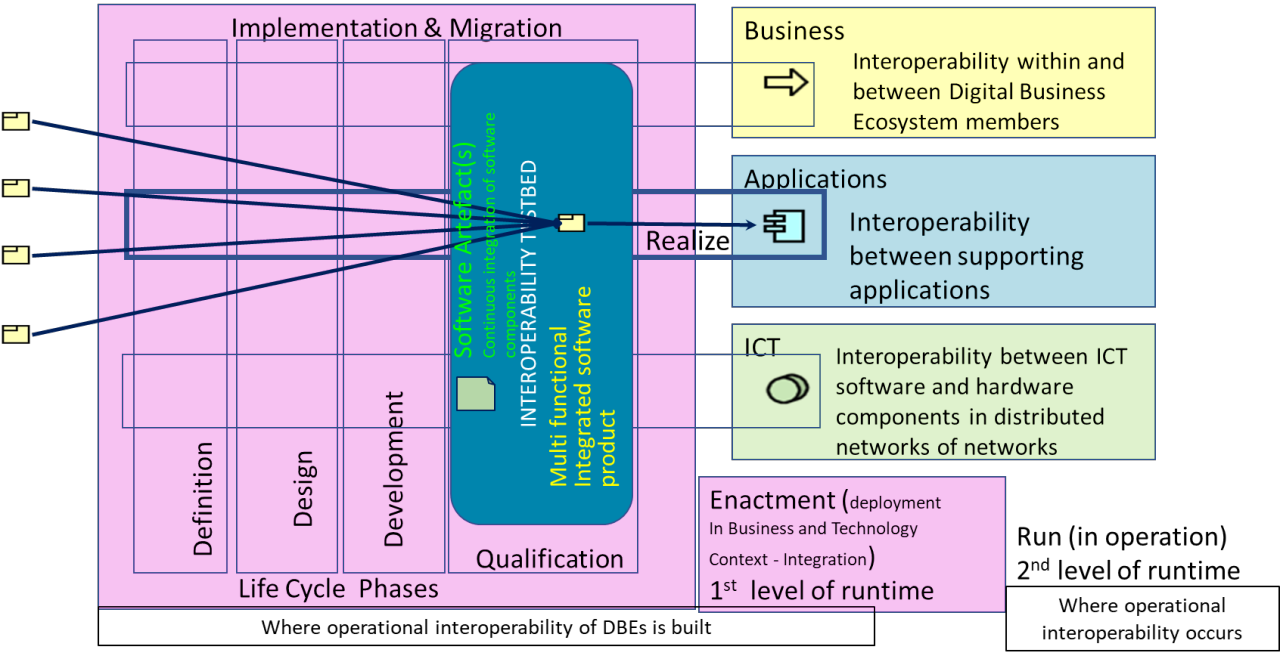 Implementation & Migration
Software Artefact(s)
Continuous integration of software
components
INTEROPERABILITY TESTBED
Multi functional
Integrated software
product
Definition
Design
Development
Qualification
Life Cycle Phases
Realize
Business
Interoperability within and
between Digital Business
Ecosystem members
Applications
Interoperability
between supporting
applications
ICT
Interoperability between ICT
software and hardware
components in distributed
networks of networks
Enactment (deployment
In Business and Technology
Context - Integration)
1st level of runtime
Run (in operation)
2nd level of runtime
Where operational
interoperability occurs
Where operational interoperability of DBEs is built